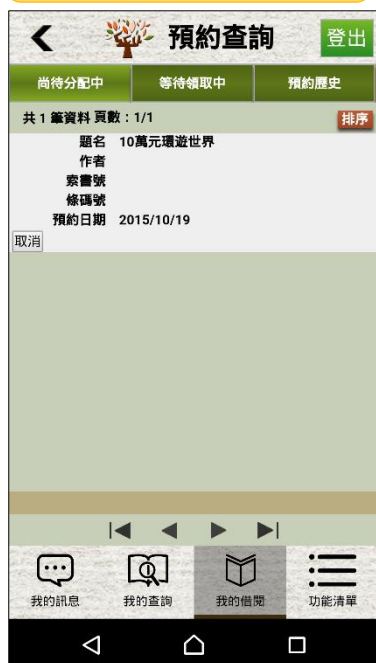 預約查詢
登出
尚待分配中 等待領取中 預約歷史
共 1 筆資料 頁數：1/1 排序
題名 10萬元環遊世界
作者
索書號
條碼號
預約日期 2015/10/19
取消
我的訊息 我的查詢 我的借閱 功能清單